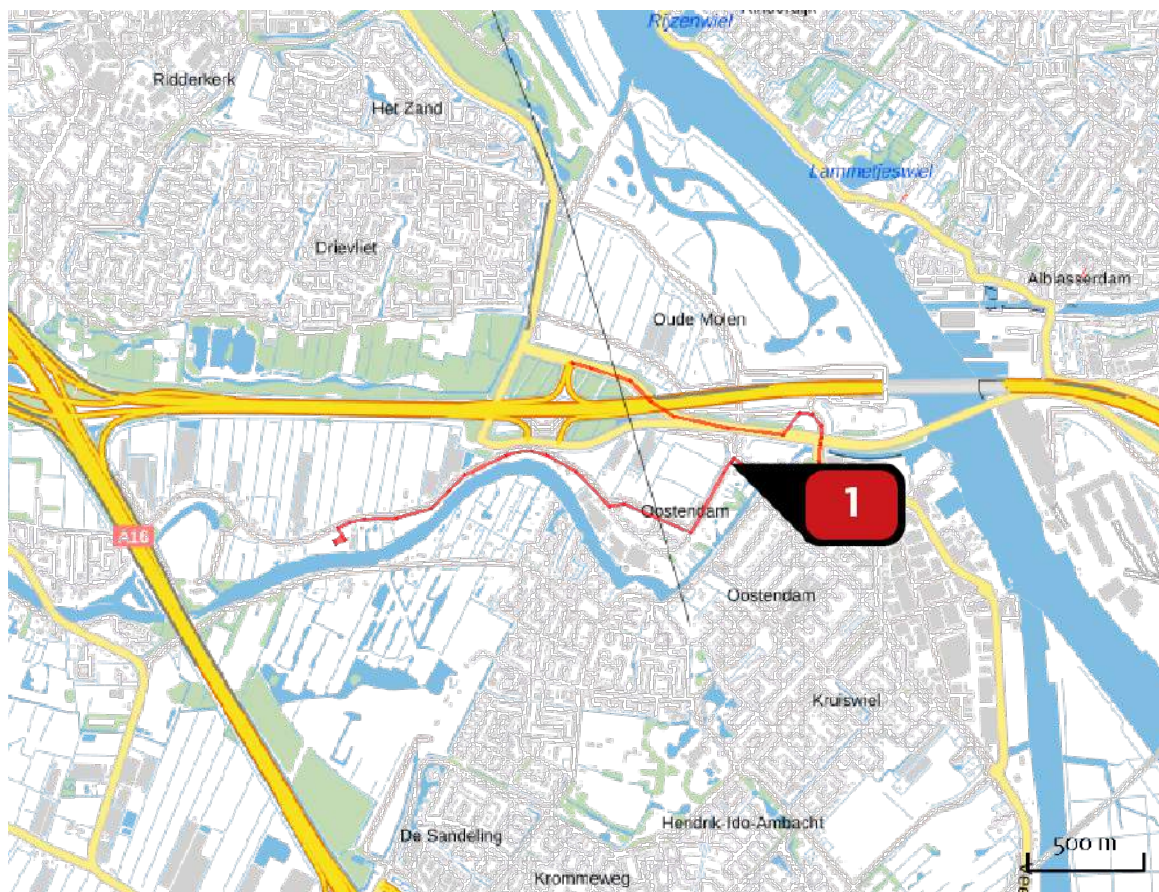 Rijzenwiel
Ridderkerk
Het Zand
Lammetjeswiel
Drievliet
Alblasserdam
Oude Molen
1
Oostendam
A16
Oostendam
Kruiswiel
Hendrik-Ido-Ambacht
De Sandeling
500 m
Krommeweg